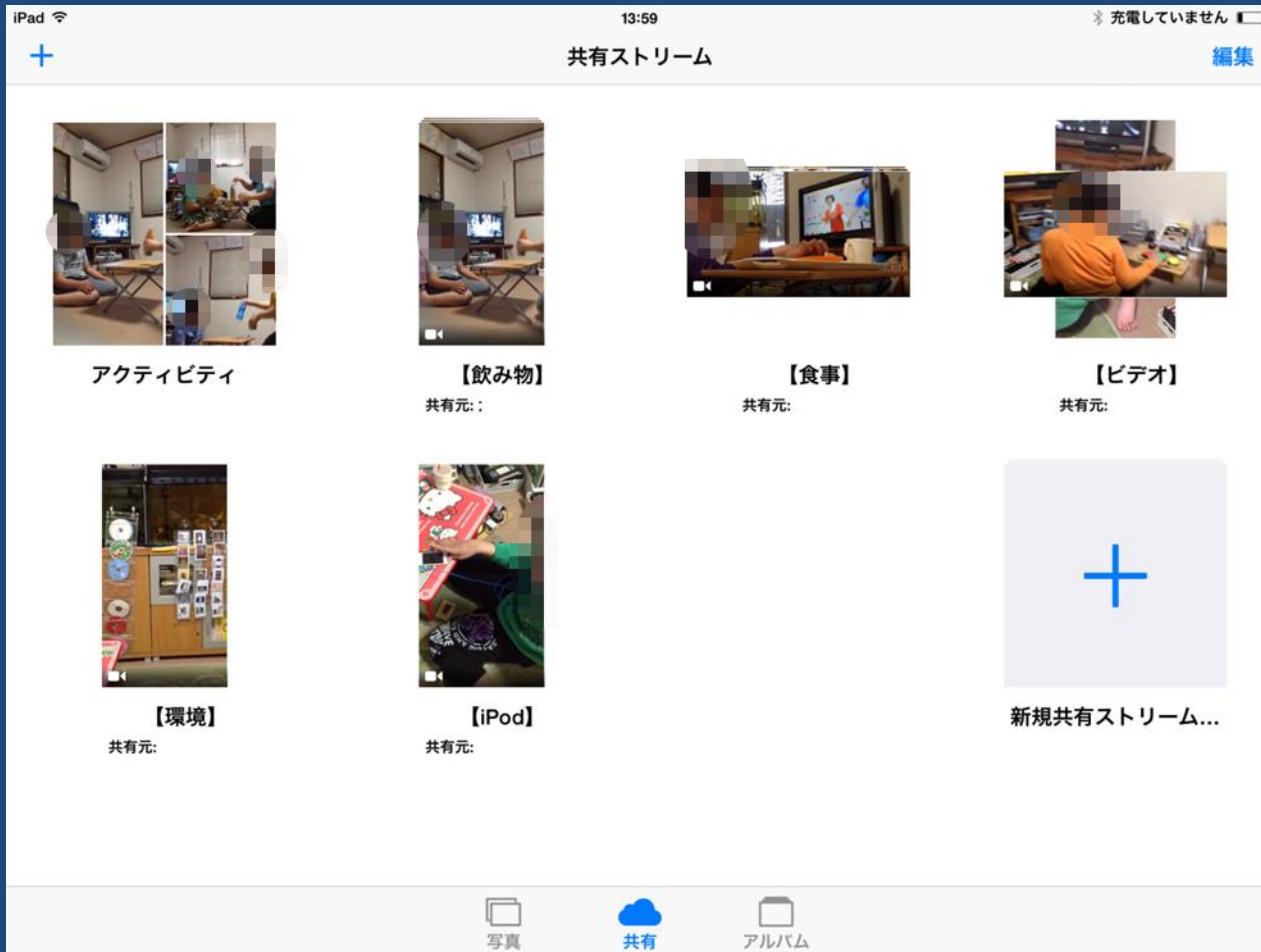 iPad 13:59 充電していません
共有ストリーム 編集
アクティビティ 【飲み物】 【食事】 【ビデオ】
共有元: : 共有元: 共有元:
【環境】 【iPod】 新規共有ストリーム...
共有元: 共有元:
写真 共有 アルバム